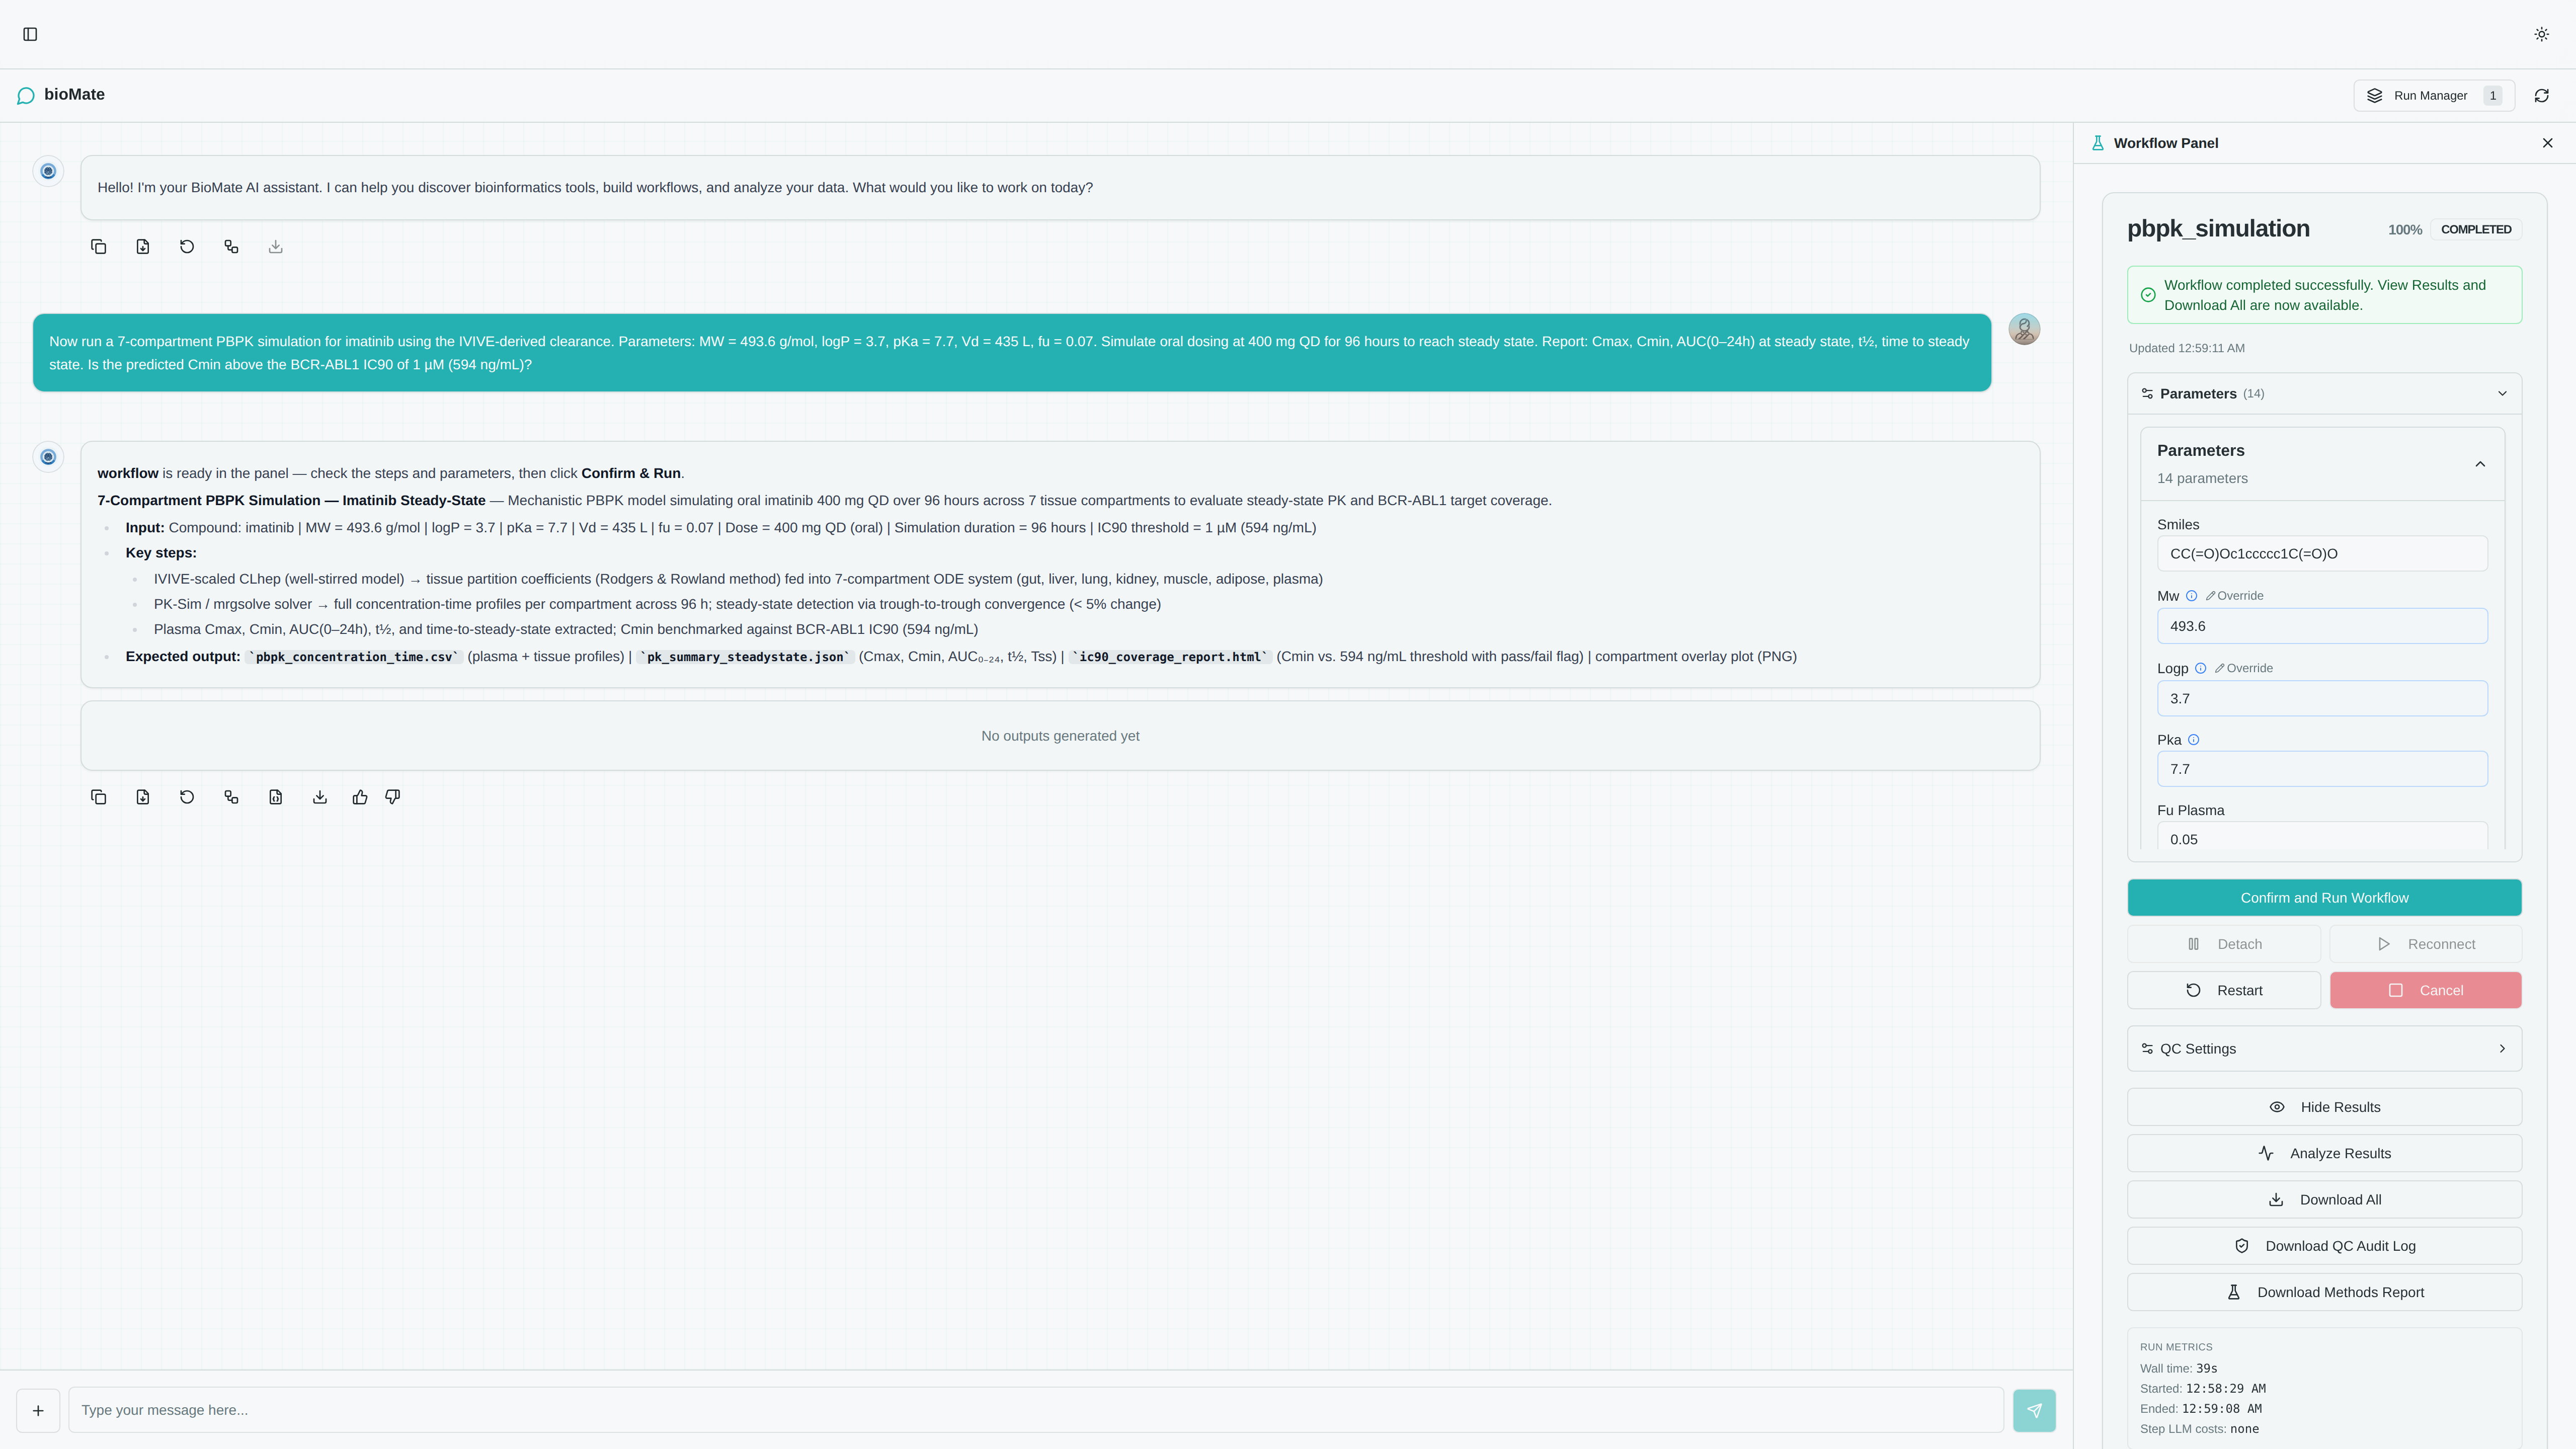 bioMate
Run Manager 1
Hello! I'm your BioMate AI assistant. I can help you discover bioinformatics tools, build workflows, and analyze your data. What would you like to work on today?
Now run a 7-compartment PBPK simulation for imatinib using the IVIVE-derived clearance. Parameters: MW = 493.6 g/mol, logP = 3.7, pKa = 7.7, Vd = 435 L, fu = 0.07. Simulate oral dosing at 400 mg QD for 96 hours to reach steady state. Report: Cmax, Cmin, AUC(0–24h) at steady state, t½, time to steady
state. Is the predicted Cmin above the BCR-ABL1 IC90 of 1 µM (594 ng/mL)?
workflow is ready in the panel — check the steps and parameters, then click Confirm & Run.
7-Compartment PBPK Simulation — Imatinib Steady-State — Mechanistic PBPK model simulating oral imatinib 400 mg QD over 96 hours across 7 tissue compartments to evaluate steady-state PK and BCR-ABL1 target coverage.
Input: Compound: imatinib | MW = 493.6 g/mol | logP = 3.7 | pKa = 7.7 | Vd = 435 L | fu = 0.07 | Dose = 400 mg QD (oral) | Simulation duration = 96 hours | IC90 threshold = 1 µM (594 ng/mL)
Key steps:
IVIVE-scaled CLhep (well-stirred model) → tissue partition coefficients (Rodgers & Rowland method) fed into 7-compartment ODE system (gut, liver, lung, kidney, muscle, adipose, plasma)
PK-Sim / mrgsolve solver → full concentration-time profiles per compartment across 96 h; steady-state detection via trough-to-trough convergence (< 5% change)
Plasma Cmax, Cmin, AUC(0–24h), t½, and time-to-steady-state extracted; Cmin benchmarked against BCR-ABL1 IC90 (594 ng/mL)
Expected output: `pbpk_concentration_time.csv` (plasma + tissue profiles) | `pk_summary_steadystate.json` (Cmax, Cmin, AUC₀₋₂₄, t½, Tss) | `ic90_coverage_report.html` (Cmin vs. 594 ng/mL threshold with pass/fail flag) | compartment overlay plot (PNG)
No outputs generated yet
Type your message here...
Workflow Panel
pbpk_simulation 100% COMPLETED
Workflow completed successfully. View Results and
Download All are now available.
Updated 12:59:11 AM
Parameters (14)
Parameters
14 parameters
Smiles
CC(=O)Oc1ccccc1C(=O)O
Mw Override
493.6
Logp Override
3.7
Pka
7.7
Fu Plasma
0.05
Confirm and Run Workflow
Detach Reconnect
Restart Cancel
QC Settings
Hide Results
Analyze Results
Download All
Download QC Audit Log
Download Methods Report
RUN METRICS
Wall time: 39s
Started: 12:58:29 AM
Ended: 12:59:08 AM
Step LLM costs: none